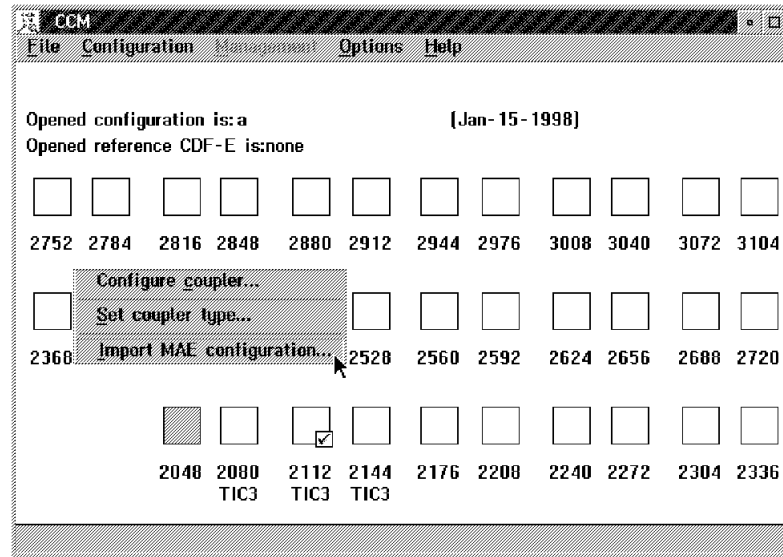 CCM
File Configuration Management Options Help
Opened configuration is:a (Jan-15-1998)
Opened reference CDF-E is:none
2752 2784 2816 2848 2880 2912 2944 2976 3008 3040 3072 3104
Configure coupler...
Set coupler type...
Import MAE configuration...
2368 2528 2560 2592 2624 2656 2688 2720
2048 2080 2112 2144 2176 2208 2240 2272 2304 2336
TIC3 TIC3 TIC3